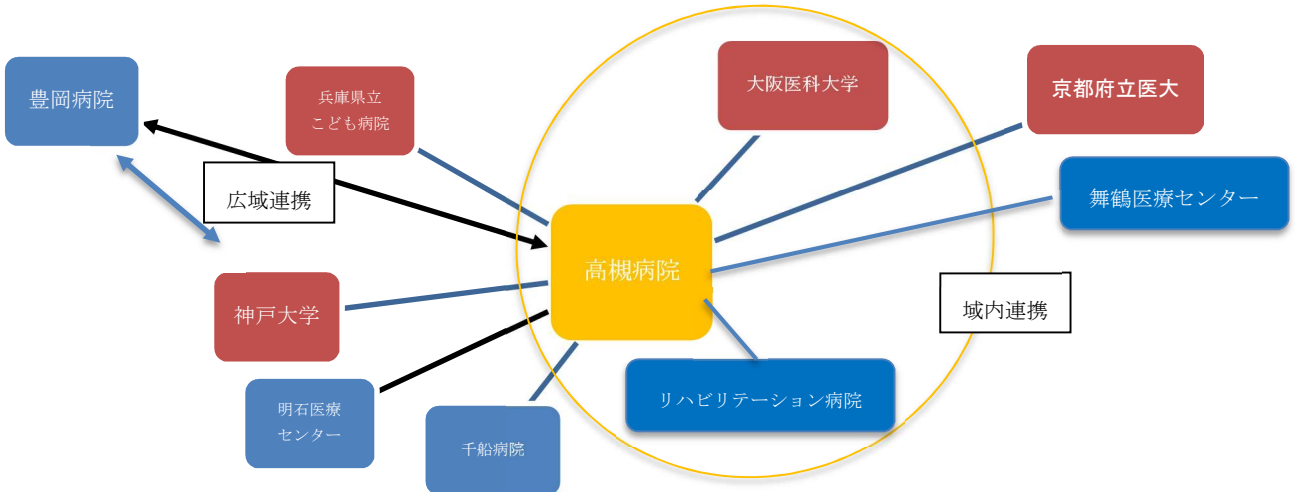 豊岡病院
兵庫県立
こども病院
大阪医科大学
京都府立医大
広域連携
舞鶴医療センター
高槻病院
神戸大学
域内連携
明石医療
センター
千船病院
リハビリテーション病院